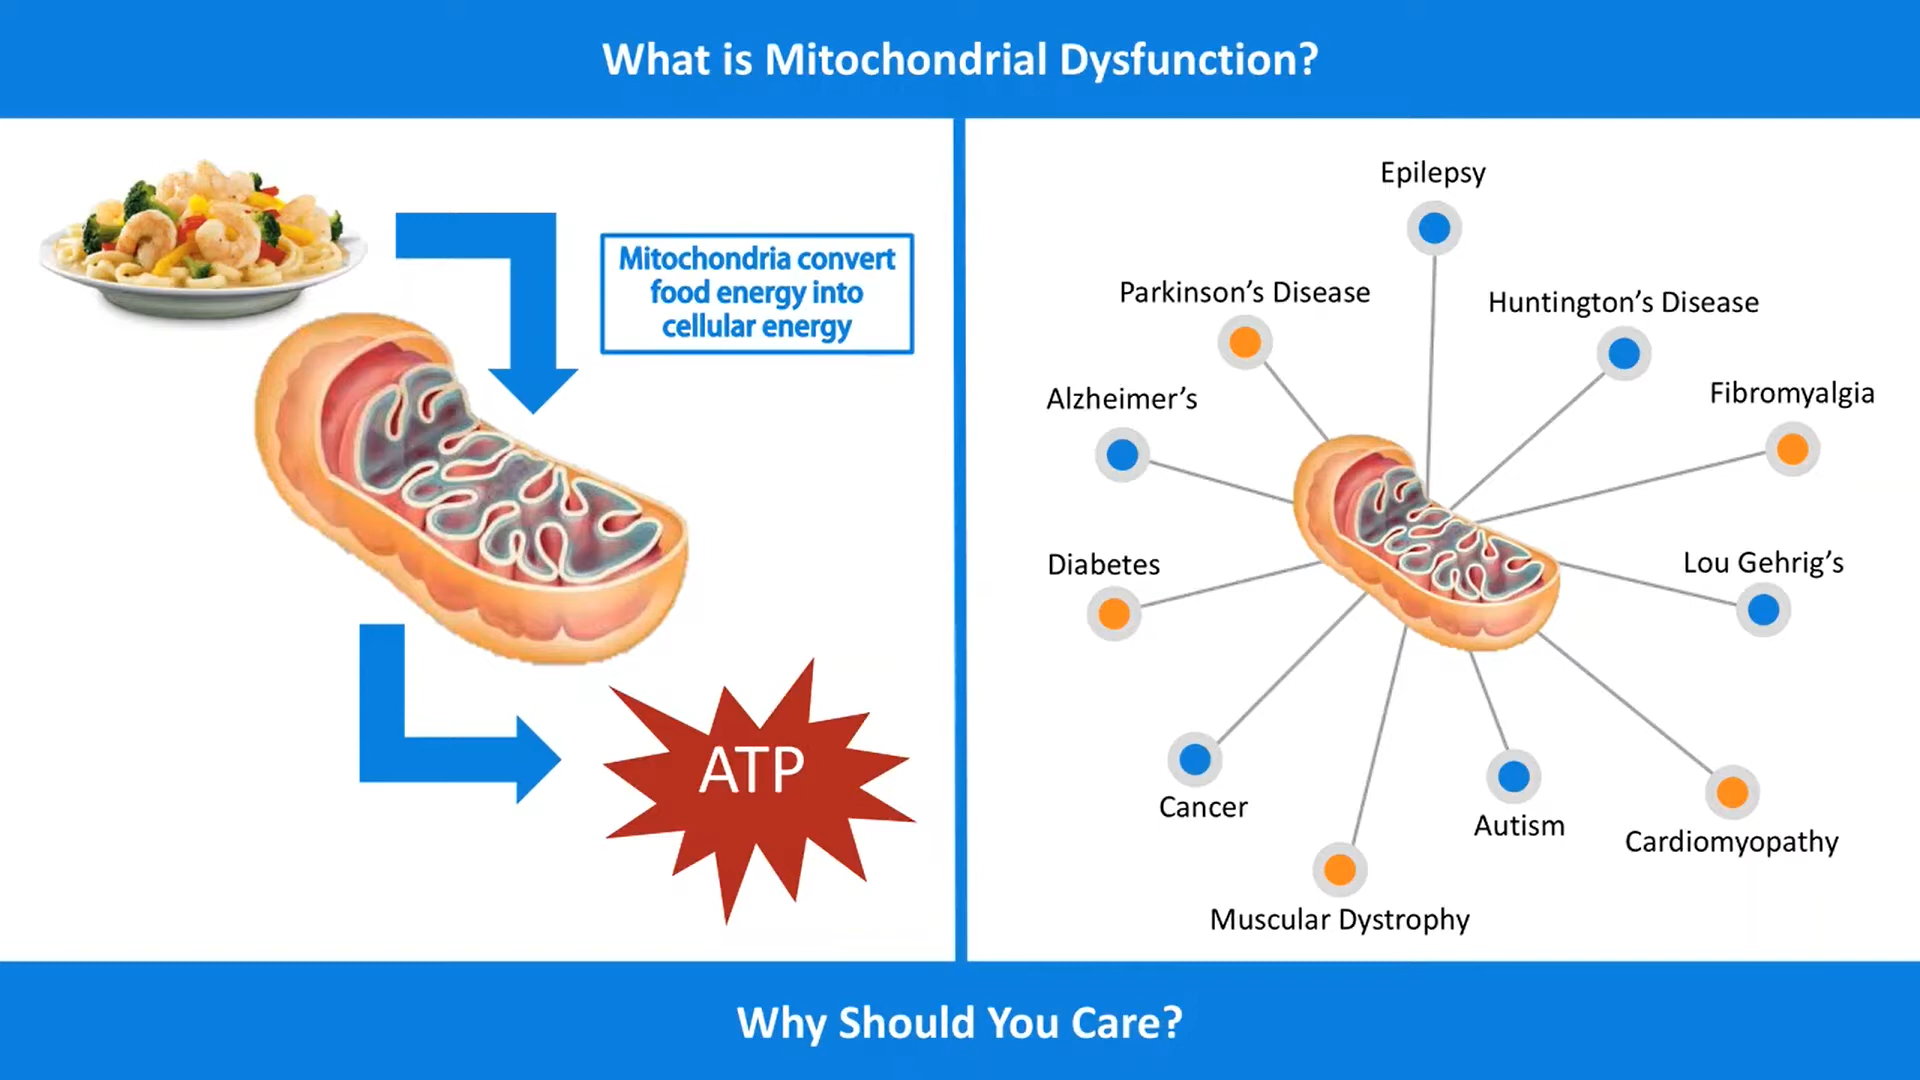 What is Mitochondrial Dysfunction?
Mitochondria convert
food energy into
cellular energy
ATP
Epilepsy
Parkinson’s Disease
Huntington’s Disease
Alzheimer’s
Fibromyalgia
Diabetes
Lou Gehrig’s
Cancer
Autism
Cardiomyopathy
Muscular Dystrophy
Why Should You Care?